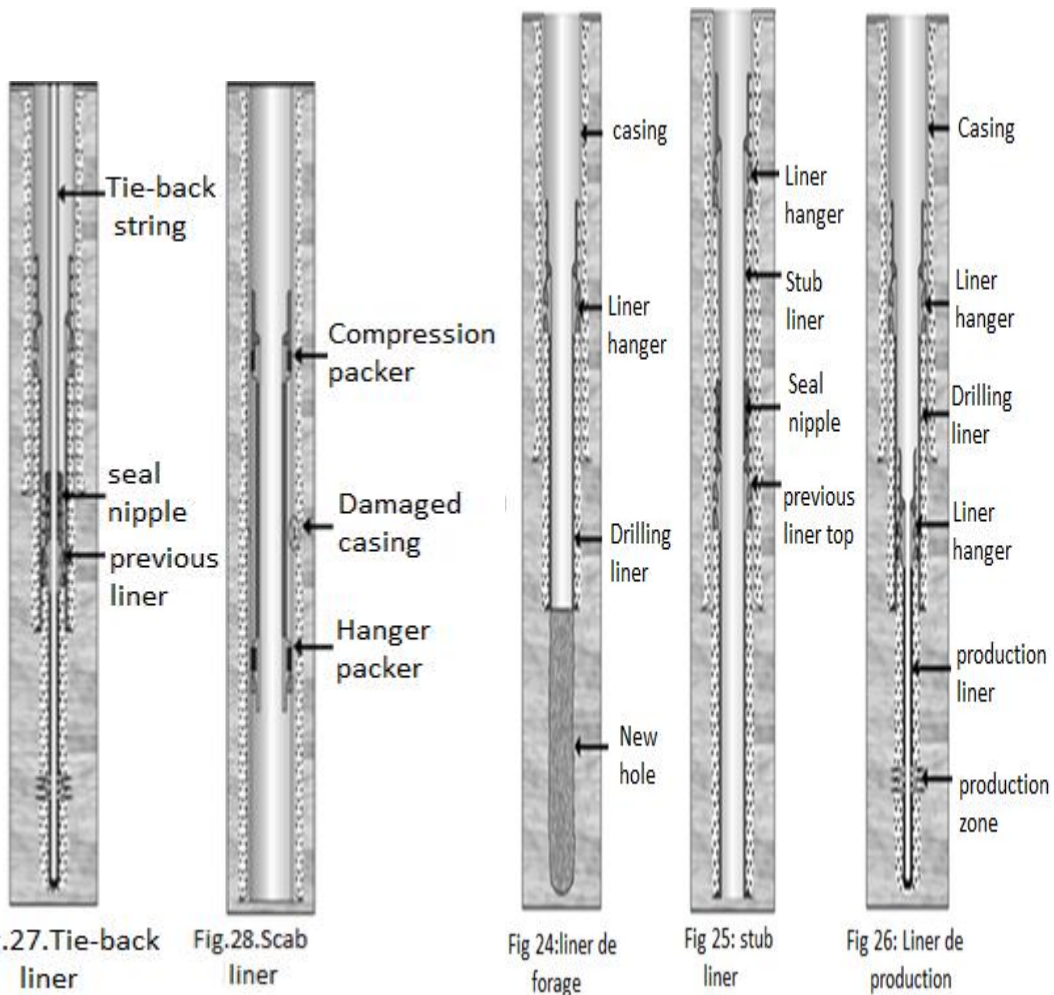 Tie-back
string
seal
nipple
previous
liner
.27.Tie-back
liner
Compression
packer
Damaged
casing
Hanger
packer
Fig.28.Scab
liner
casing
Liner
hanger
Drilling
liner
New
hole
Fig 24:liner de
forage
Liner
hanger
Stub
liner
Seal
nipple
previous
liner top
Fig 25: stub
liner
Casing
Liner
hanger
Drilling
liner
Liner
hanger
production
liner
production
zone
Fig 26: Liner de
production